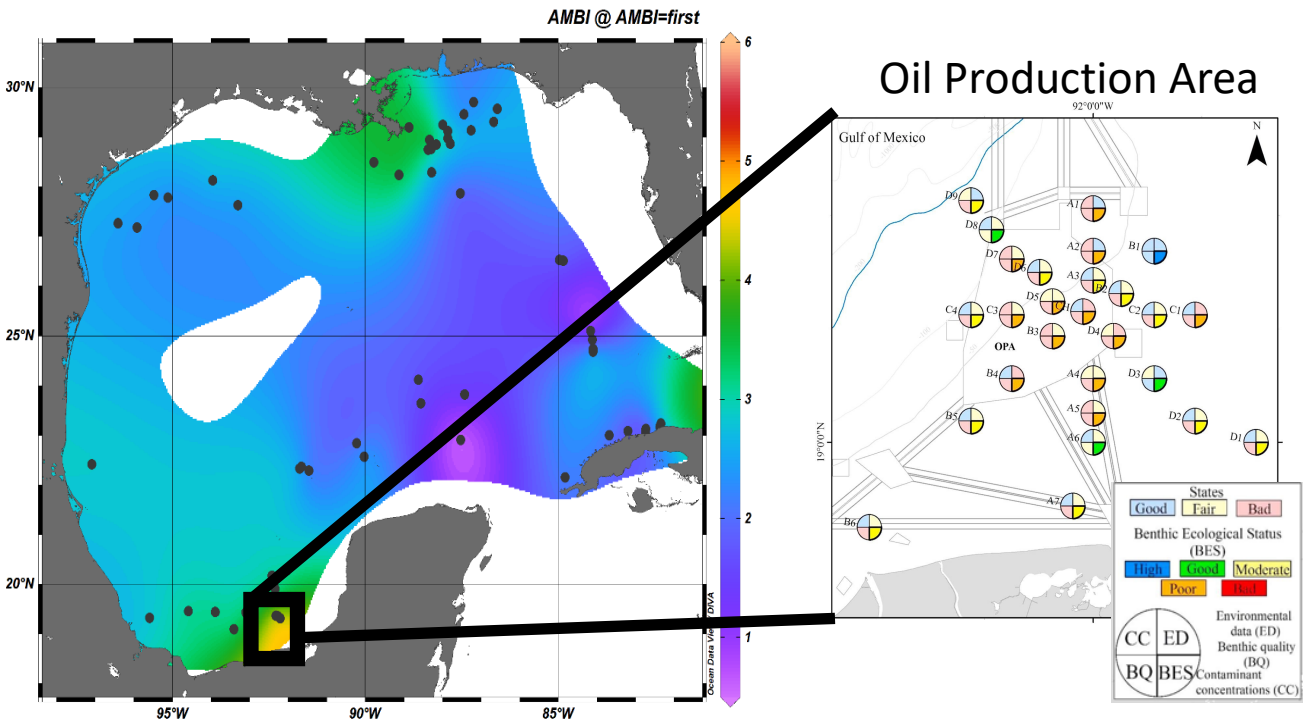 AMBI @ AMBI=first
30°N
25°N
20°N
95°W
90°W
85°W
6
5
4
3
2
1
Ocean Data View / DIVA
Oil Production Area
92°0'0"W
Gulf of Mexico
N
19°0'0"N
D9
A1
D8
A2
B1
D7
D6
A3
B2
D5
C4
C3
C2
C1
B3
D4
OPA
B4
A4
D3
B5
A5
D2
A6
D1
A7
B6
States
Good
Fair
Bad
Benthic Ecological Status
(BES)
High
Good
Moderate
Poor
Bad
CC
ED
BQ
BES
Environmental
data (ED)
Benthic quality
(BQ)
Contaminant
concentrations (CC)